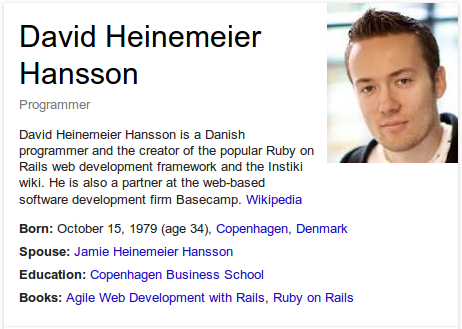 David Heinemeier
Hansson
Programmer
David Heinemeier Hansson is a Danish
programmer and the creator of the popular Ruby on
Rails web development framework and the Instiki
wiki. He is also a partner at the web-based
software development firm Basecamp. Wikipedia
Born: October 15, 1979 (age 34), Copenhagen, Denmark
Spouse: Jamie Heinemeier Hansson
Education: Copenhagen Business School
Books: Agile Web Development with Rails, Ruby on Rails